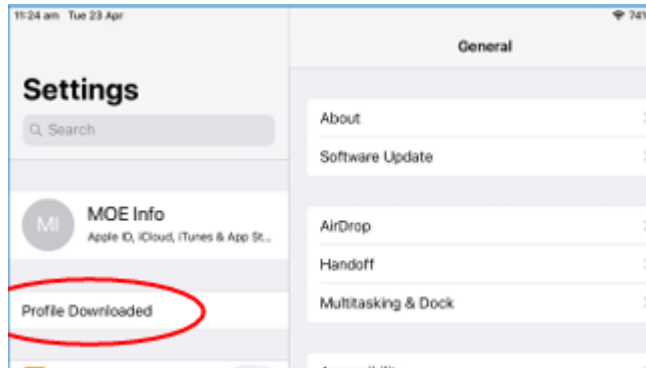 11:24 am Tue 23 Apr
Settings
Search
MI
MOE Info
Apple ID, iCloud, iTunes & App St...
Profile Downloaded
General
About
Software Update
AirDrop
Handoff
Multitasking & Dock